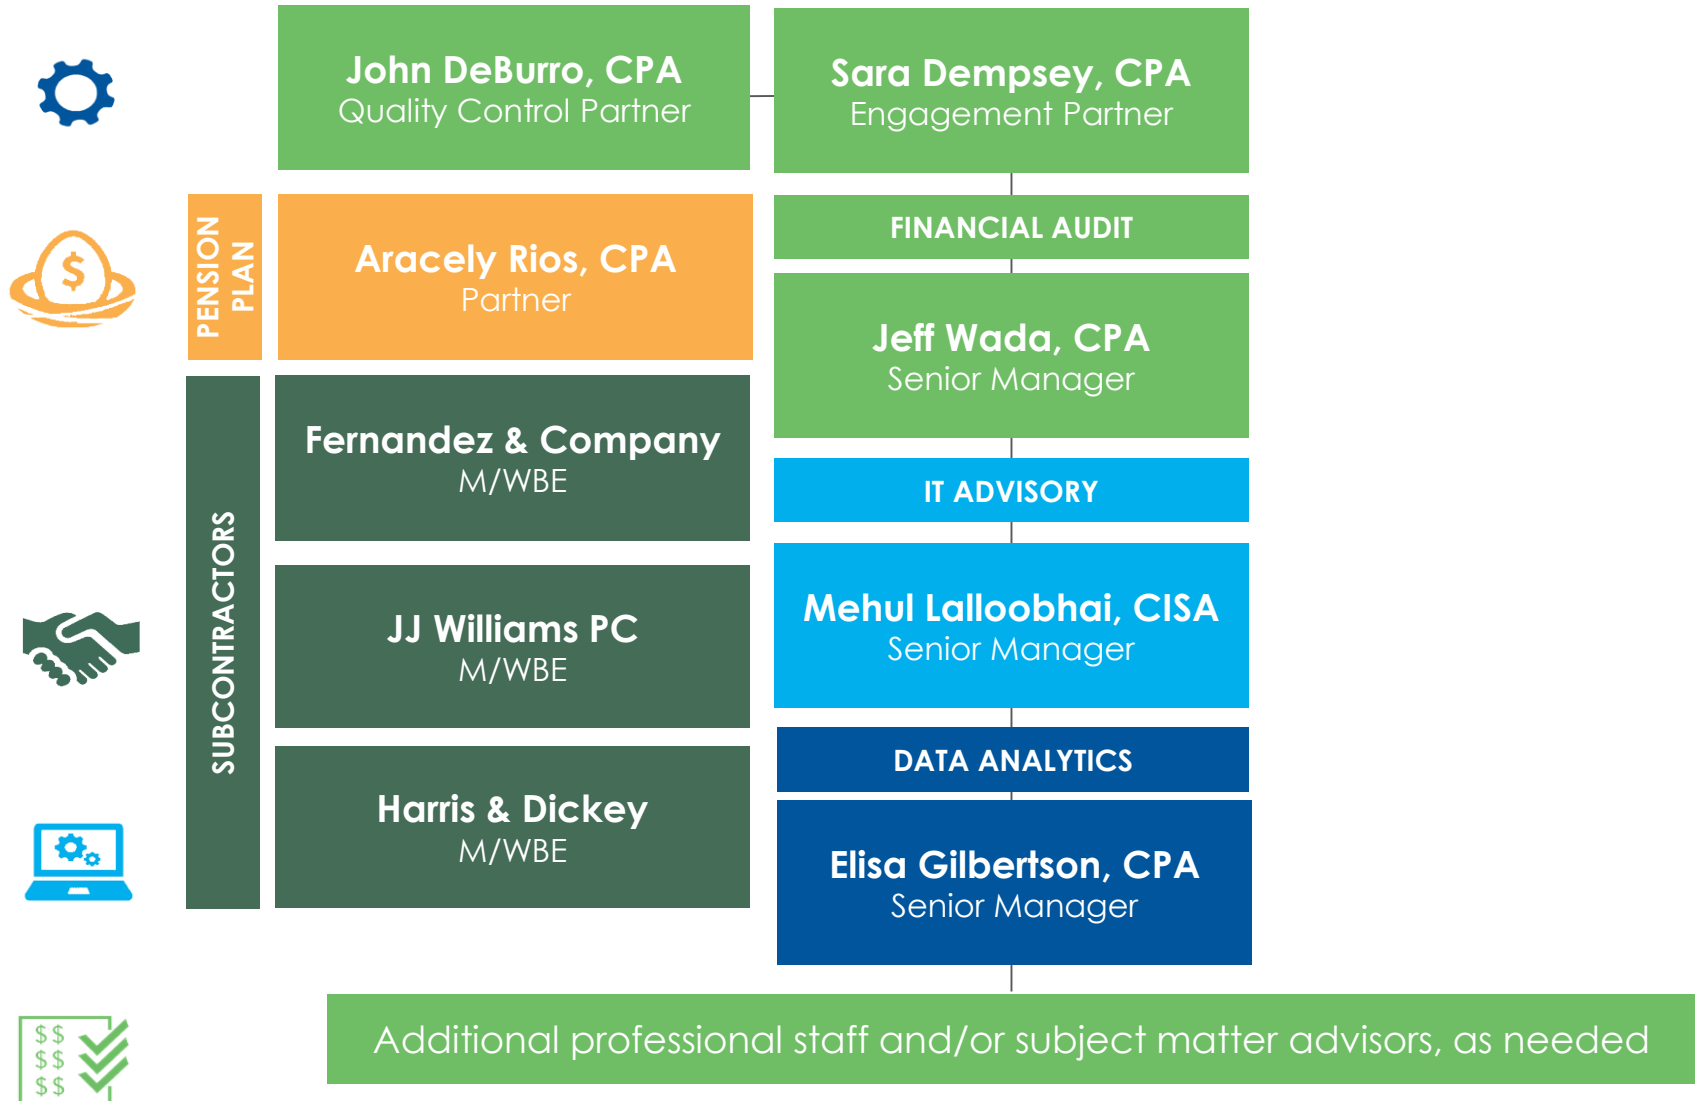 John DeBurro, CPA
Quality Control Partner
Sara Dempsey, CPA
Engagement Partner
PENSION
PLAN
Aracely Rios, CPA
Partner
FINANCIAL AUDIT
Jeff Wada, CPA
Senior Manager
SUBCONTRACTORS
Fernandez & Company
M/WBE
IT ADVISORY
JJ Williams PC
M/WBE
Mehul Lalloobhai, CISA
Senior Manager
DATA ANALYTICS
Harris & Dickey
M/WBE
Elisa Gilbertson, CPA
Senior Manager
Additional professional staff and/or subject matter advisors, as needed
$
$$
$$
$$